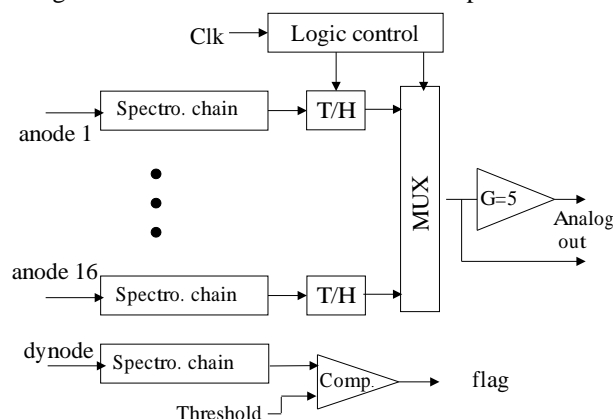 Clk
Logic control
Spectro. chain
T/H
anode 1
MUX
G=5
Analog
out
anode 16
Spectro. chain
T/H
dynode
Spectro. chain
Comp.
flag
Threshold